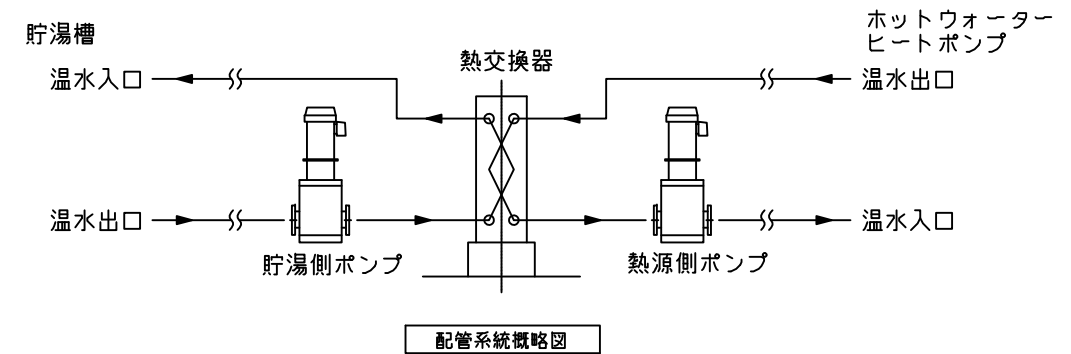 貯湯槽
ホットウォーター
ヒートポンプ
熱交換器
温水入口
温水出口
温水出口
温水入口
貯湯側ポンプ
熱源側ポンプ
配管系統概略図